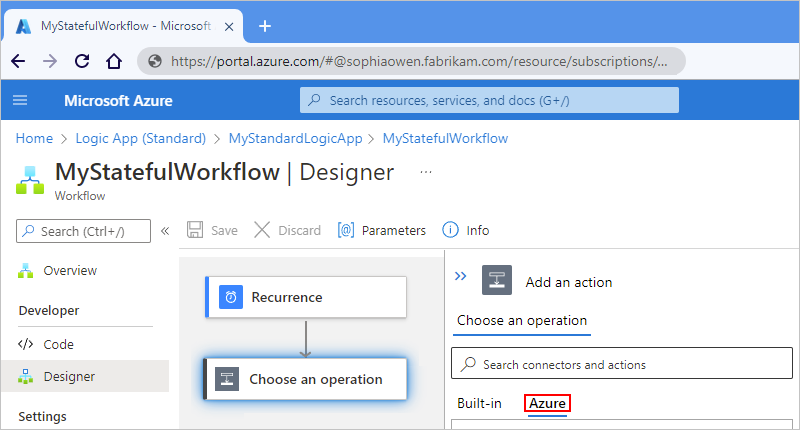 MyStatefulWorkflow - Microsoft
https://portal.azure.com/#@sophiaowen.fabrikam.com/resource/subscriptions/...
Microsoft Azure
Search resources, services, and docs (G+/)
Home > Logic App (Standard) > MyStandardLogicApp > MyStatefulWorkflow
MyStatefulWorkflow | Designer ...
Workflow
Search (Ctrl+/) «
Save Discard [@] Parameters Info
Overview
Developer
</> Code
Designer
Settings
Recurrence
Choose an operation
» Add an action
Choose an operation
Search connectors and actions
Built-in Azure